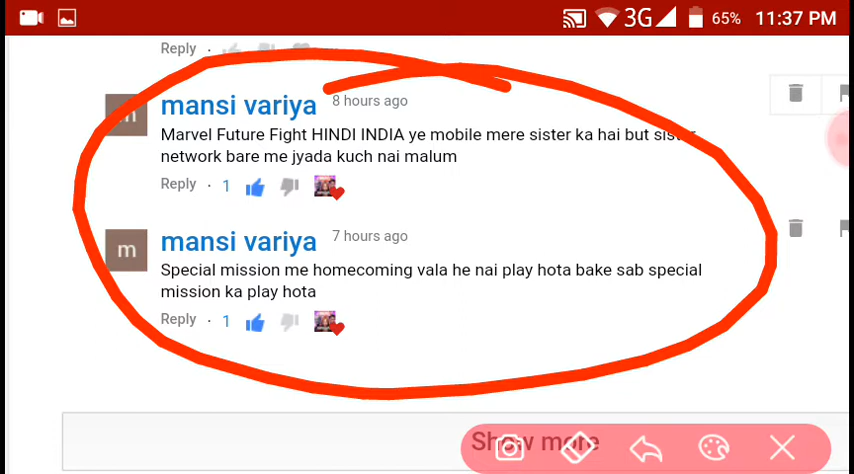 3G 65% 11:37 PM
Reply
mansi variya 8 hours ago
Marvel Future Fight HINDI INDIA ye mobile mere sister ka hai but sister
network bare me jyada kuch nai malum
Reply · 1
m
mansi variya 7 hours ago
Special mission me homecoming vala he nai play hota bake sab special
mission ka play hota
Reply · 1
Show more